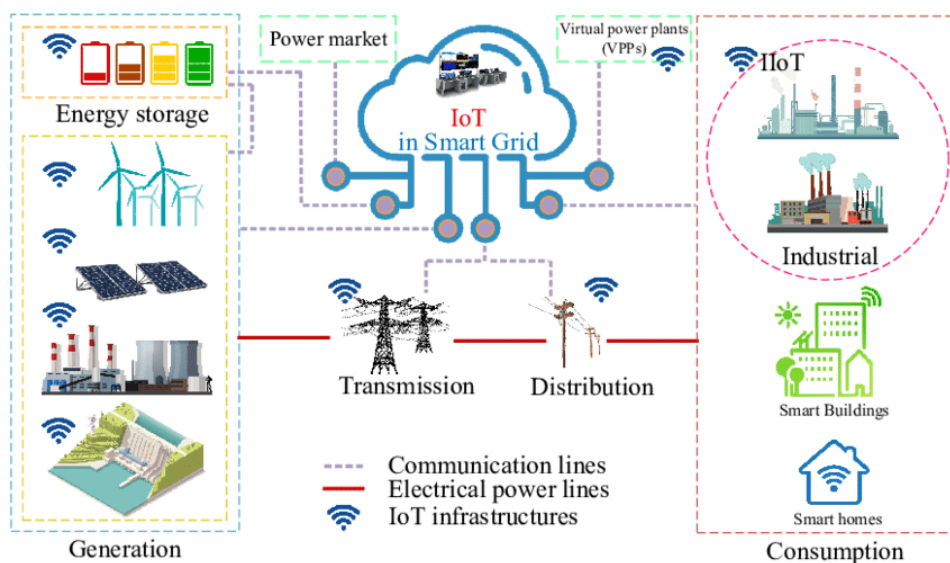 Power market
Virtual power plants
(VPPs)
IIoT
Energy storage
IoT
in Smart Grid
Industrial
Transmission
Distribution
Smart Buildings
Communication lines
Electrical power lines
IoT infrastructures
Smart homes
Generation
Consumption